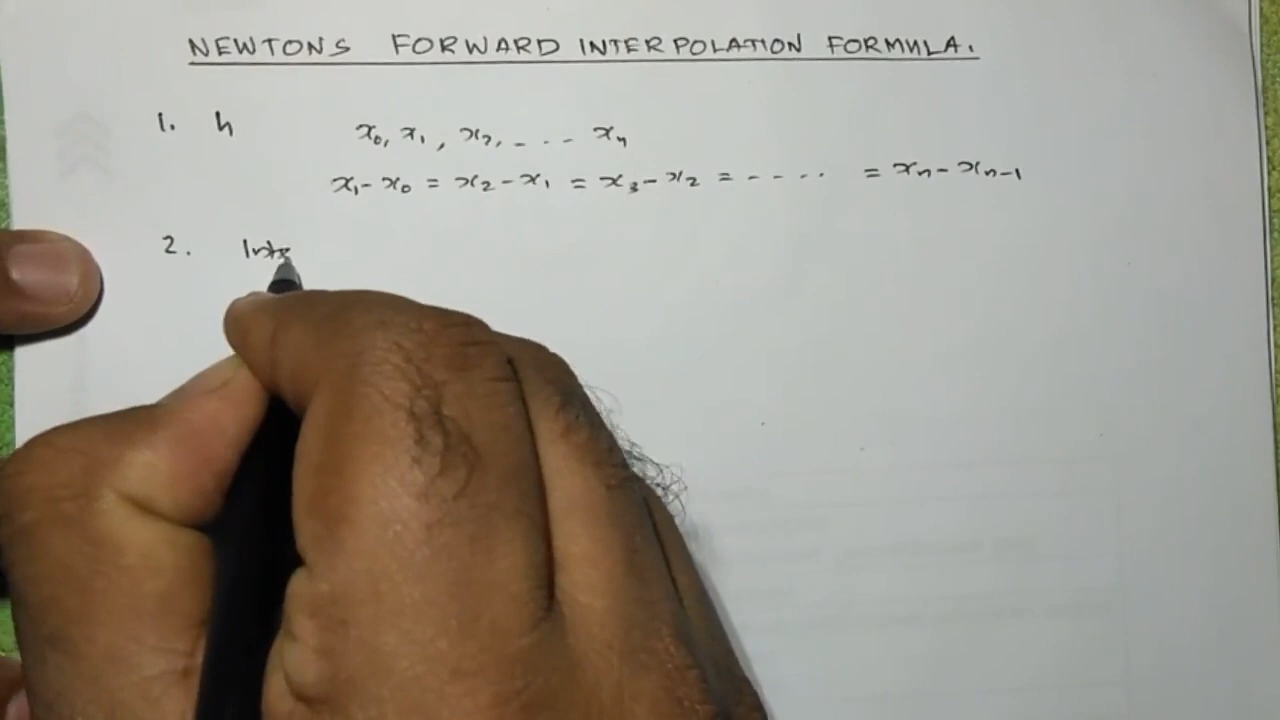 NEWTONS FORWARD INTERPOLATION FORMULA.
1. h x₀, x₁, x₂, - - - - xₙ
x₁ - x₀ = x₂ - x₁ = x₃ - x₂ = - - - - . . = xₙ - xₙ₋₁
2. Inte